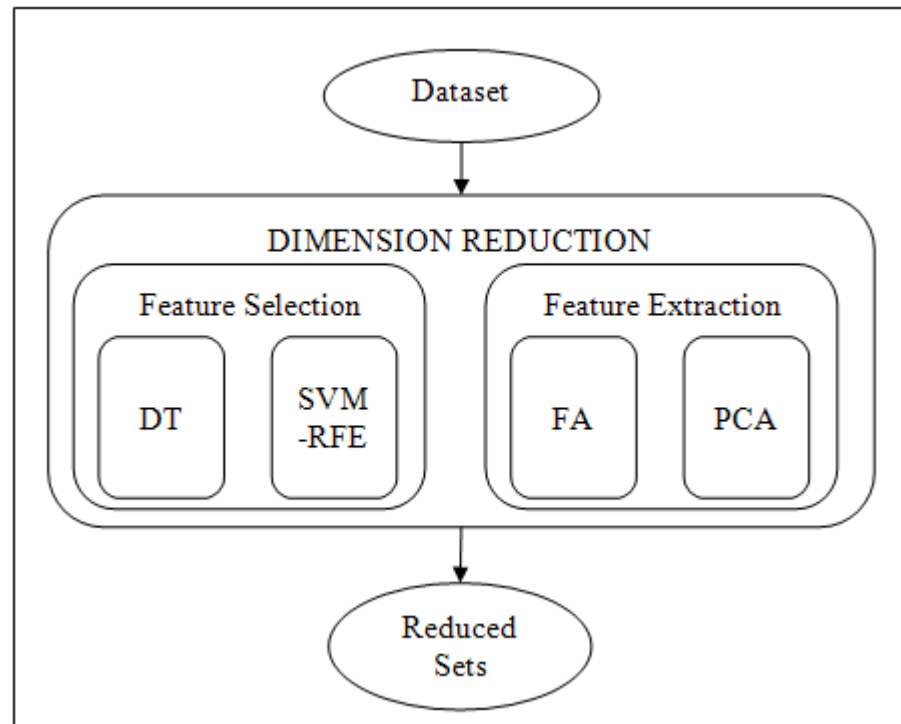 Dataset
DIMENSION REDUCTION
Feature Selection
DT
SVM
-RFE
Feature Extraction
FA
PCA
Reduced
Sets